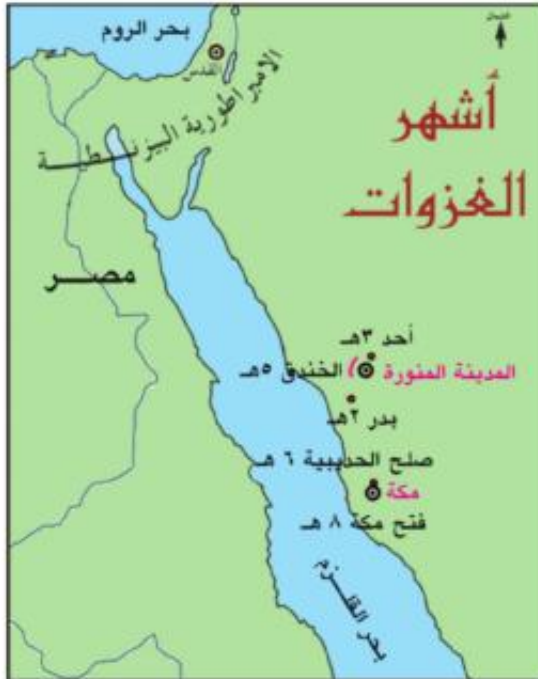 بحر الروم
الشمال
القدس
الامبراطورية البيزنطية
أشهر
الغزوات
مصر
أحد ٣هـ
المدينة المنورة
الخندق ٥هـ
بدر ٢هـ
صلح الحديبية ٦ هـ
مكة
فتح مكة ٨ هـ
بحر القلزم